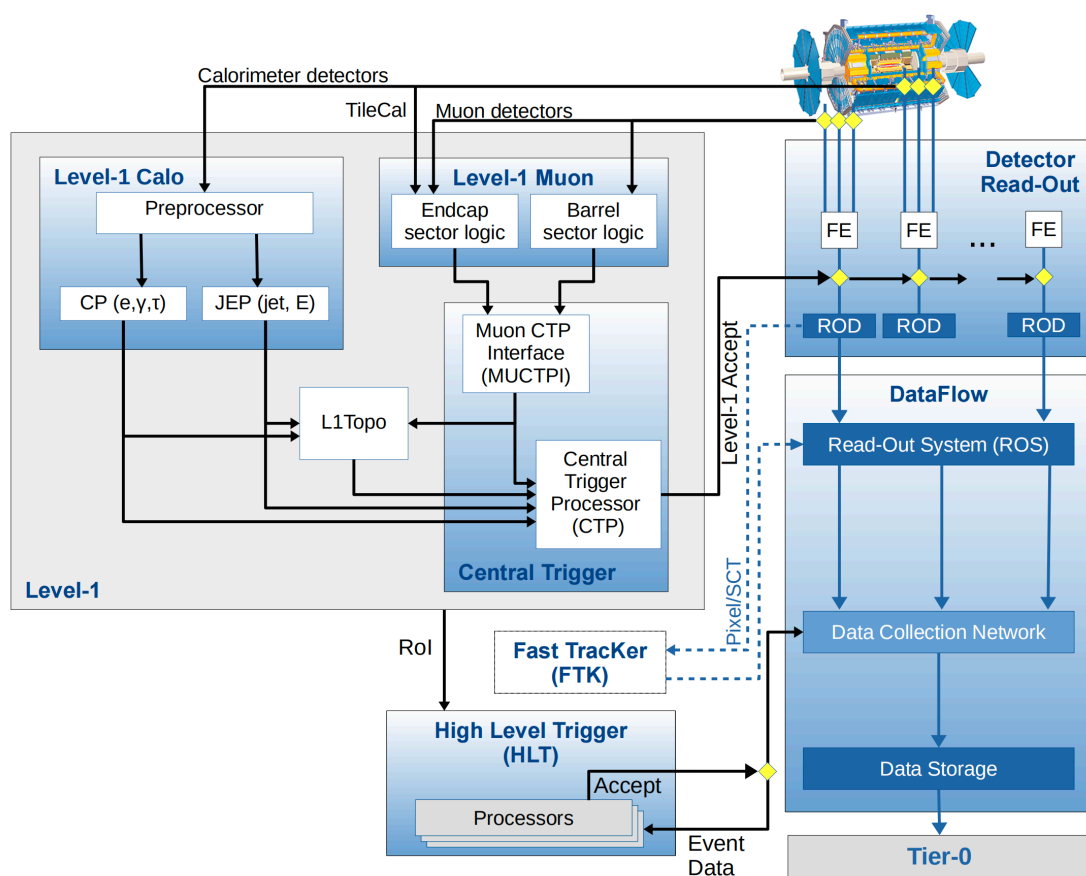 Calorimeter detectors
TileCal
Muon detectors
Level-1 Calo
Preprocessor
CP (e,γ,τ)
JEP (jet, E)
Level-1 Muon
Endcap
sector logic
Barrel
sector logic
Muon CTP
Interface
(MUCTPI)
L1Topo
Central
Trigger
Processor
(CTP)
Central Trigger
Level-1
Level-1 Accept
Detector
Read-Out
FE
FE
...
FE
ROD
ROD
ROD
DataFlow
Read-Out System (ROS)
Data Collection Network
Data Storage
Tier-0
Pixel/SCT
Fast TracKer
(FTK)
RoI
High Level Trigger
(HLT)
Accept
Processors
Event
Data